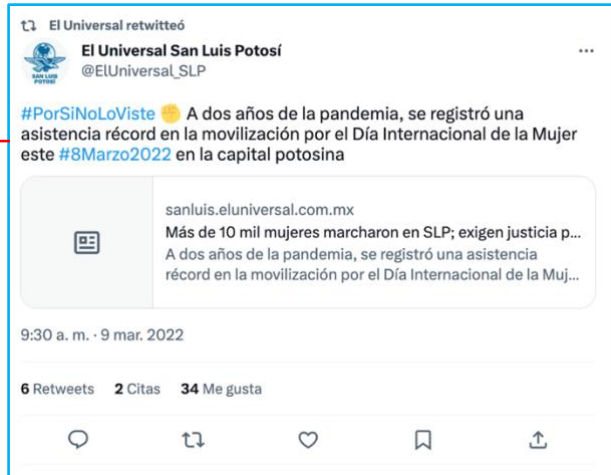 El Universal retwitteó
El Universal San Luis Potosí
@ElUniversal_SLP
SAN LUIS
POTOSÍ
#PorSiNoLoViste ✊ A dos años de la pandemia, se registró una
asistencia récord en la movilización por el Día Internacional de la Mujer
este #8Marzo2022 en la capital potosina
sanluis.eluniversal.com.mx
Más de 10 mil mujeres marcharon en SLP; exigen justicia p...
A dos años de la pandemia, se registró una asistencia
récord en la movilización por el Día Internacional de la Muj...
9:30 a. m. · 9 mar. 2022
6 Retweets 2 Citas 34 Me gusta